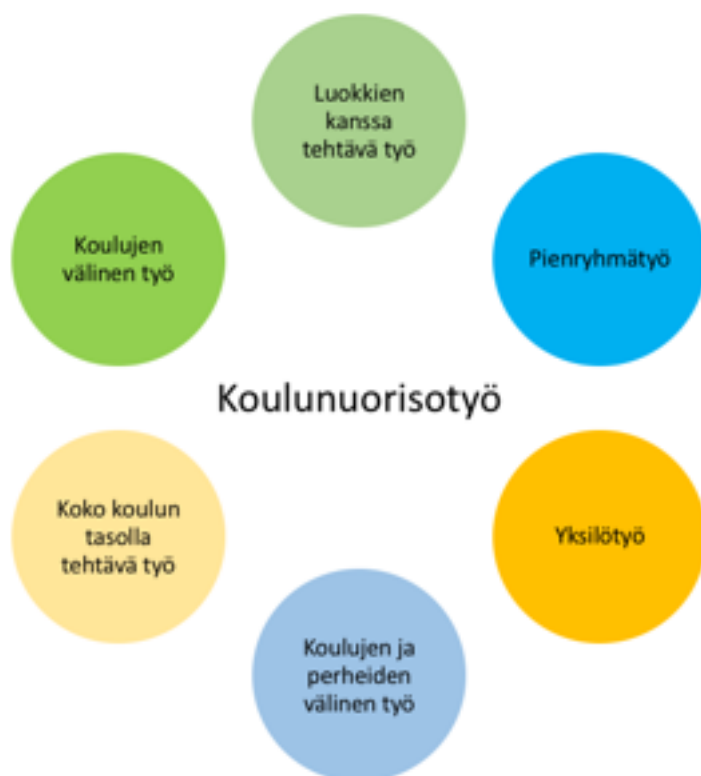 Luokkien
kanssa
tehtävä työ
Koulujen
välinen työ
Pienryhmätyö
Koulunuorisotyö
Koko koulun
tasolla
tehtävä työ
Yksilötyö
Koulujen ja
perheiden
välinen työ